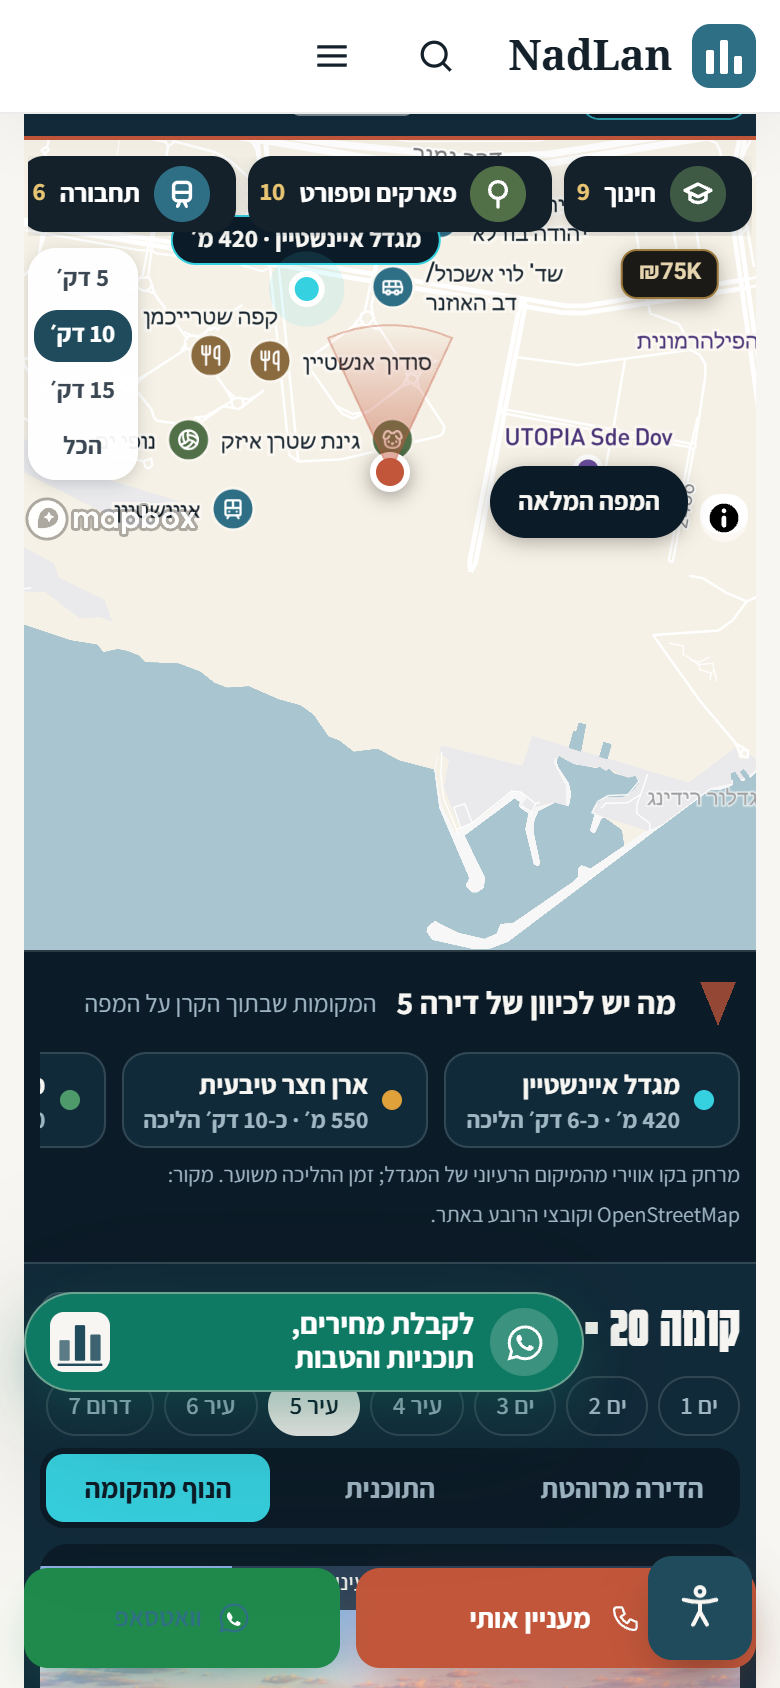 NadLan
חינוך 9
פארקים וספורט 10
תחבורה 6
מגדל איינשטיין · 420 מ׳
שד' לוי אשכול/
דב האוזנר
₪75K
5 דק׳
10 דק׳
15 דק׳
הכל
קפה שטרייכמן
סודוך אנשטיין
הפילהרמונית
UTOPIA Sde Dov
גינת שטרן איזק
המפה המלאה
איינשטיין
mapbox
מה יש לכיוון של דירה 5
המקומות שבתוך הקרן על המפה
מגדל איינשטיין
420 מ׳ · כ-6 דק׳ הליכה
ארן חצר טיבעית
550 מ׳ · כ-10 דק׳ הליכה
מרחק בקו אווירי מהמיקום הרעיוני של המגדל; זמן ההליכה משוער. מקור:
OpenStreetMap וקובצי הרובע באתר.
קומה 20
לקבלת מחירים,
תוכניות והטבות
ים 1
ים 2
ים 3
עיר 4
עיר 5
עיר 6
דרום 7
הדירה מרוהטת
התוכנית
הנוף מהקומה
מעניין אותי
וואטסאפ